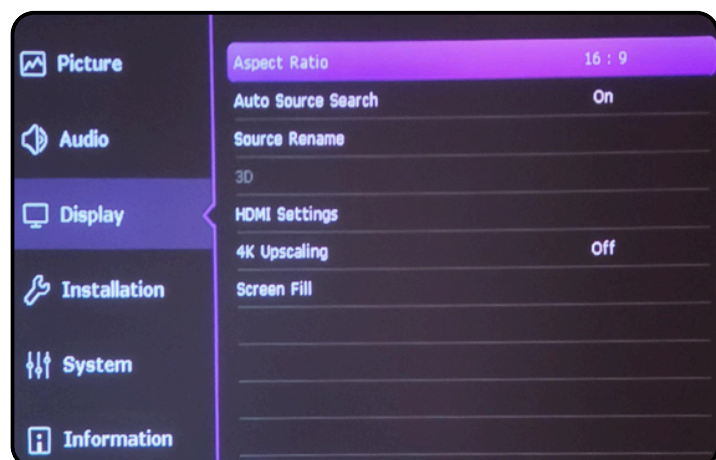 Picture
Audio
Display
Installation
System
Information
Aspect Ratio 16 : 9
Auto Source Search On
Source Rename
3D
HDMI Settings
4K Upscaling Off
Screen Fill